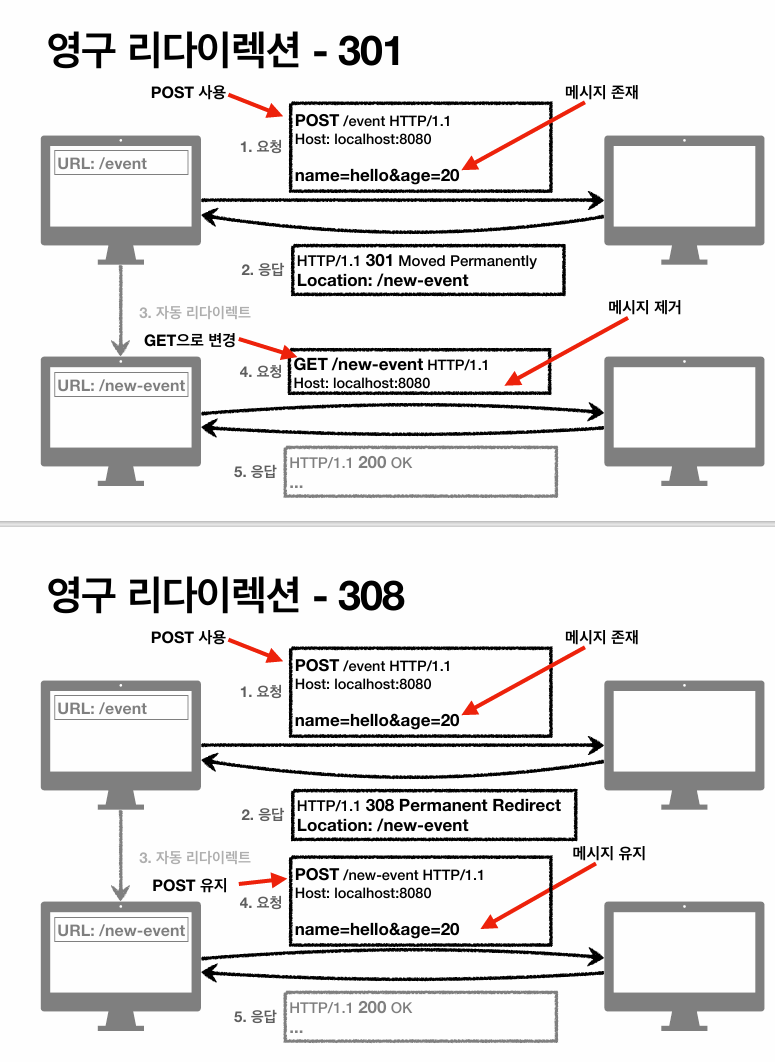 영구 리다이렉션 - 301
POST 사용
메시지 존재
POST /event HTTP/1.1
Host: localhost:8080
1. 요청
name=hello&age=20
URL: /event
2. 응답
HTTP/1.1 301 Moved Permanently
Location: /new-event
3. 자동 리다이렉트
메시지 제거
GET으로 변경
4. 요청
GET /new-event HTTP/1.1
Host: localhost:8080
URL: /new-event
5. 응답
HTTP/1.1 200 OK
...
영구 리다이렉션 - 308
POST 사용
메시지 존재
POST /event HTTP/1.1
Host: localhost:8080
1. 요청
name=hello&age=20
URL: /event
2. 응답
HTTP/1.1 308 Permanent Redirect
Location: /new-event
3. 자동 리다이렉트
메시지 유지
POST 유지
4. 요청
POST /new-event HTTP/1.1
Host: localhost:8080
name=hello&age=20
URL: /new-event
5. 응답
HTTP/1.1 200 OK
...